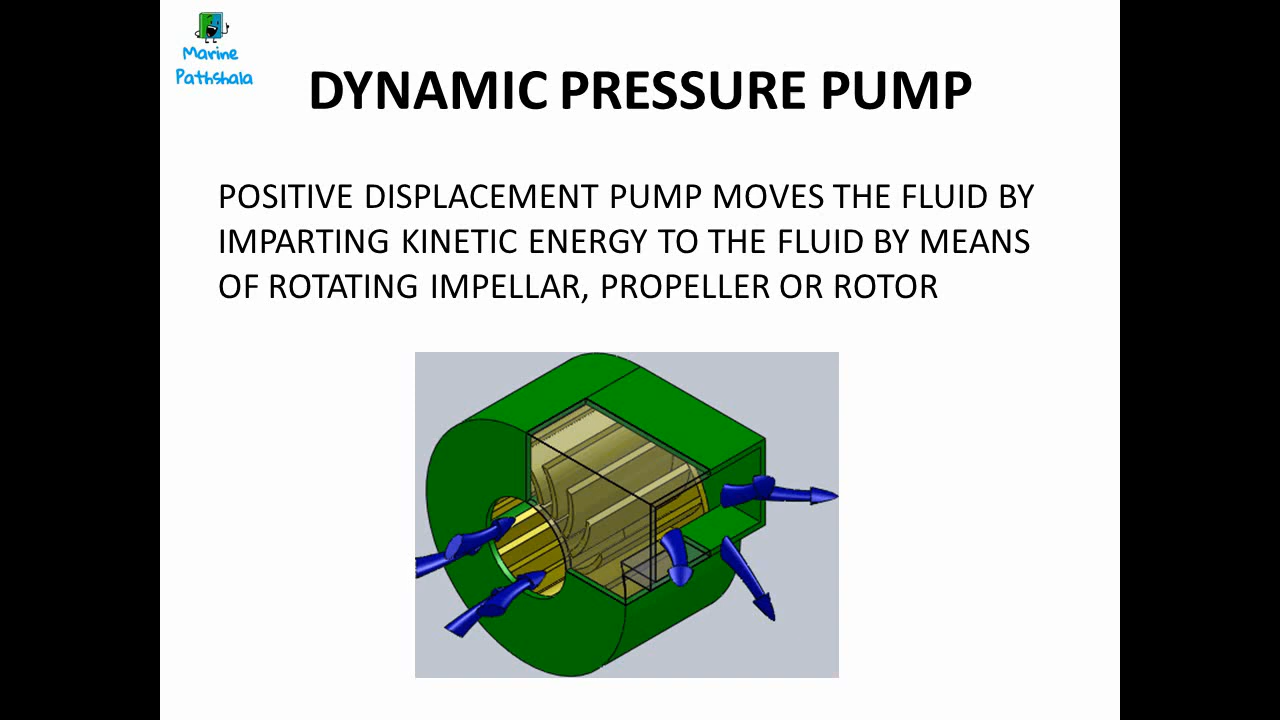 Marine
Pathshala
DYNAMIC PRESSURE PUMP
POSITIVE DISPLACEMENT PUMP MOVES THE FLUID BY
IMPARTING KINETIC ENERGY TO THE FLUID BY MEANS
OF ROTATING IMPELLAR, PROPELLER OR ROTOR